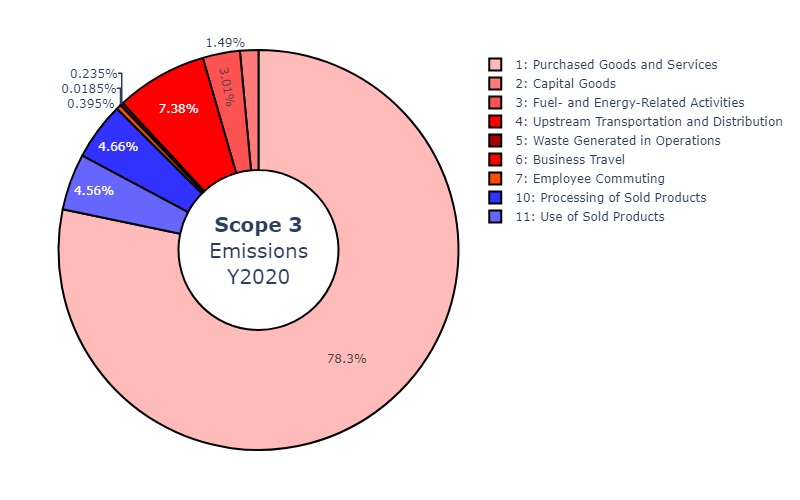 1.49%
0.235%
0.0185%
0.395%
3.01%
7.38%
4.66%
4.56%
Scope 3
Emissions
Y2020
78.3%
1: Purchased Goods and Services
2: Capital Goods
3: Fuel- and Energy-Related Activities
4: Upstream Transportation and Distribution
5: Waste Generated in Operations
6: Business Travel
7: Employee Commuting
10: Processing of Sold Products
11: Use of Sold Products